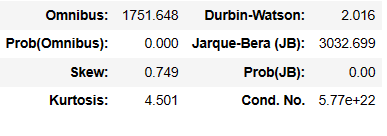 Omnibus: 1751.648 Durbin-Watson: 2.016
Prob(Omnibus): 0.000 Jarque-Bera (JB): 3032.699
Skew: 0.749 Prob(JB): 0.00
Kurtosis: 4.501 Cond. No. 5.77e+22